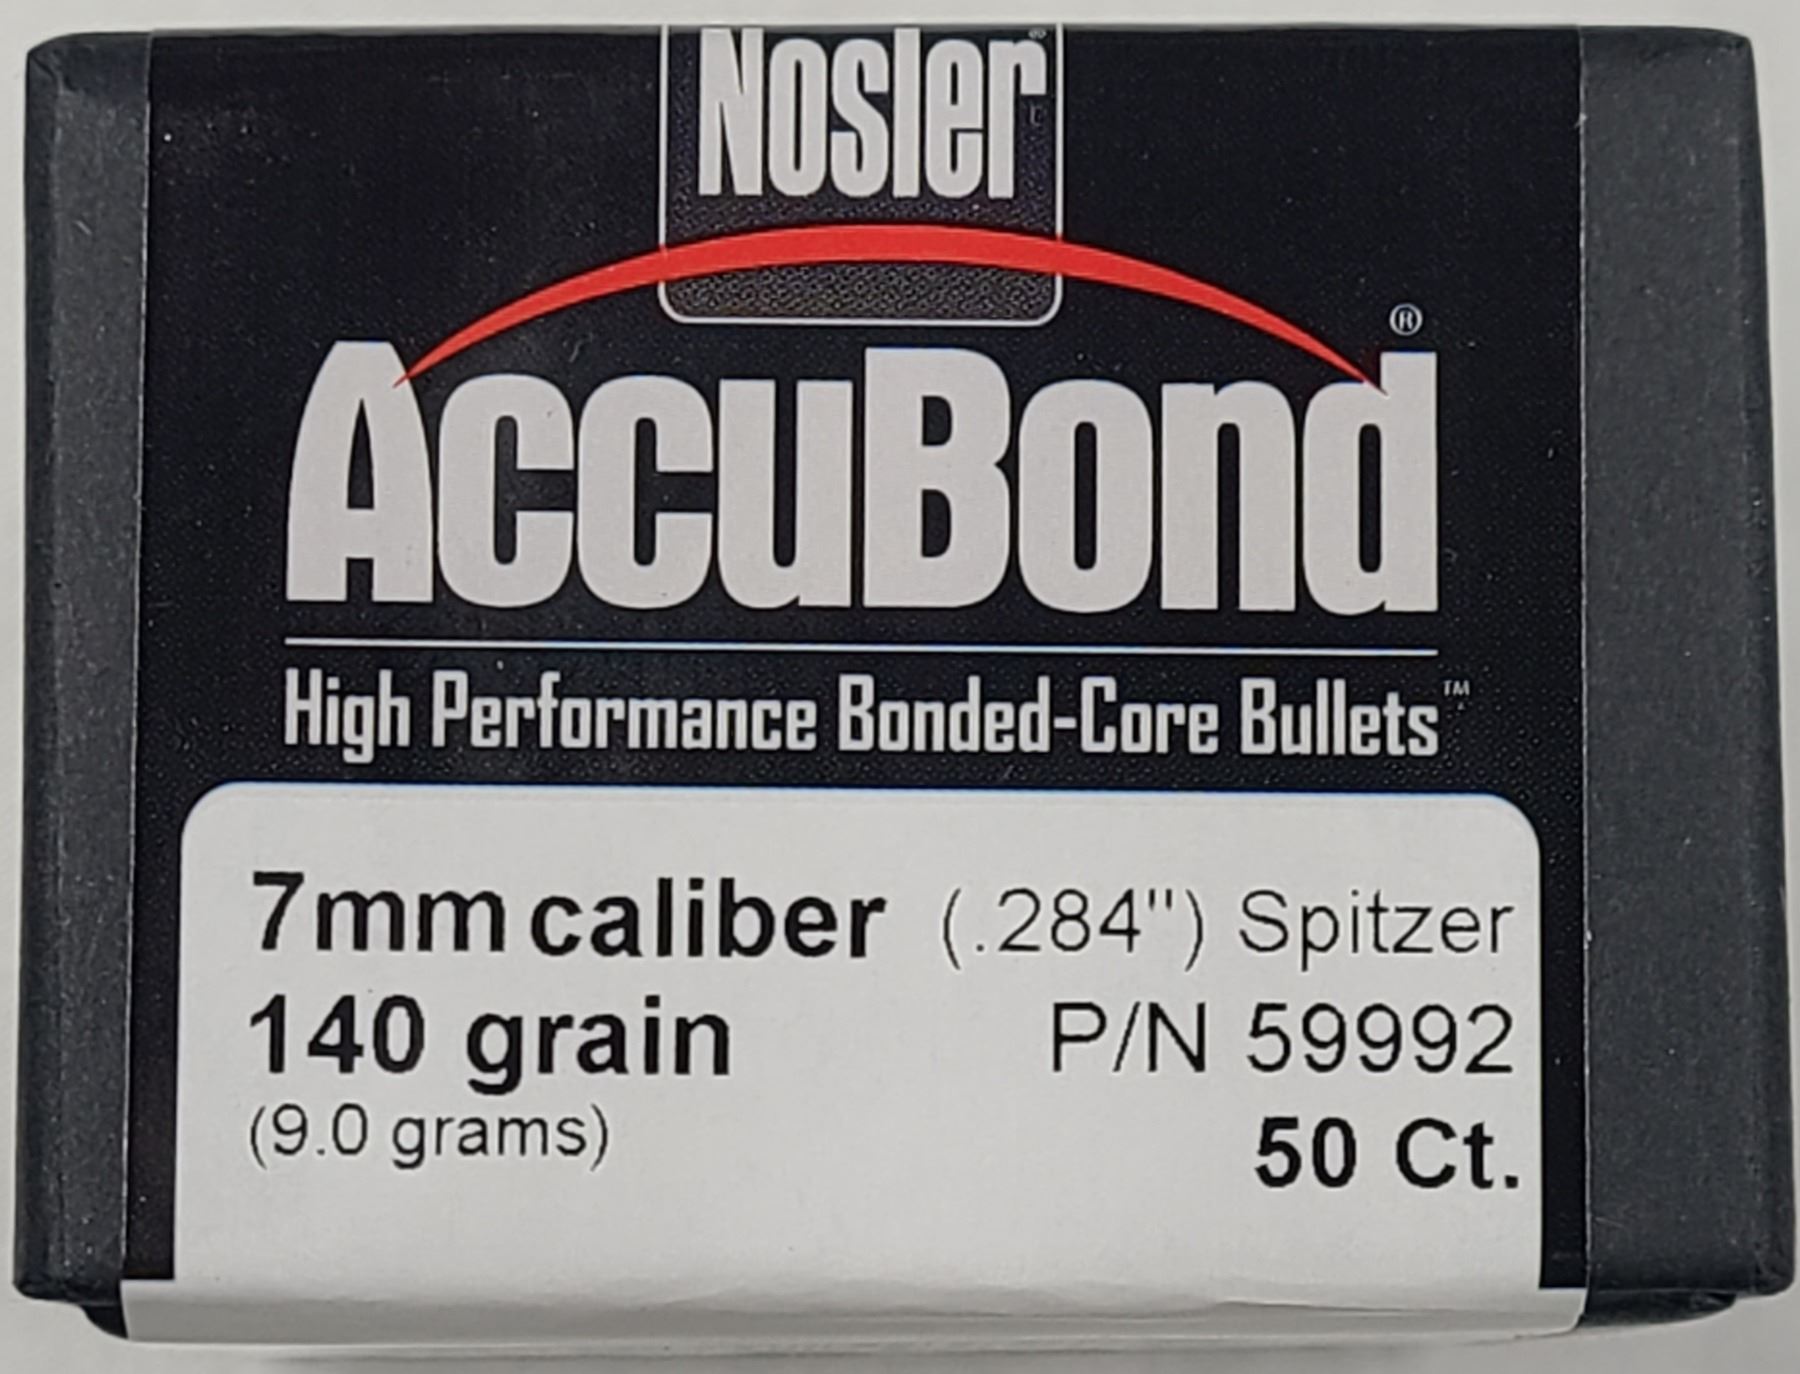 Nosler®
AccuBond®
High Performance Bonded-Core Bullets™
7mm caliber (.284") Spitzer
140 grain P/N 59992
(9.0 grams) 50 Ct.